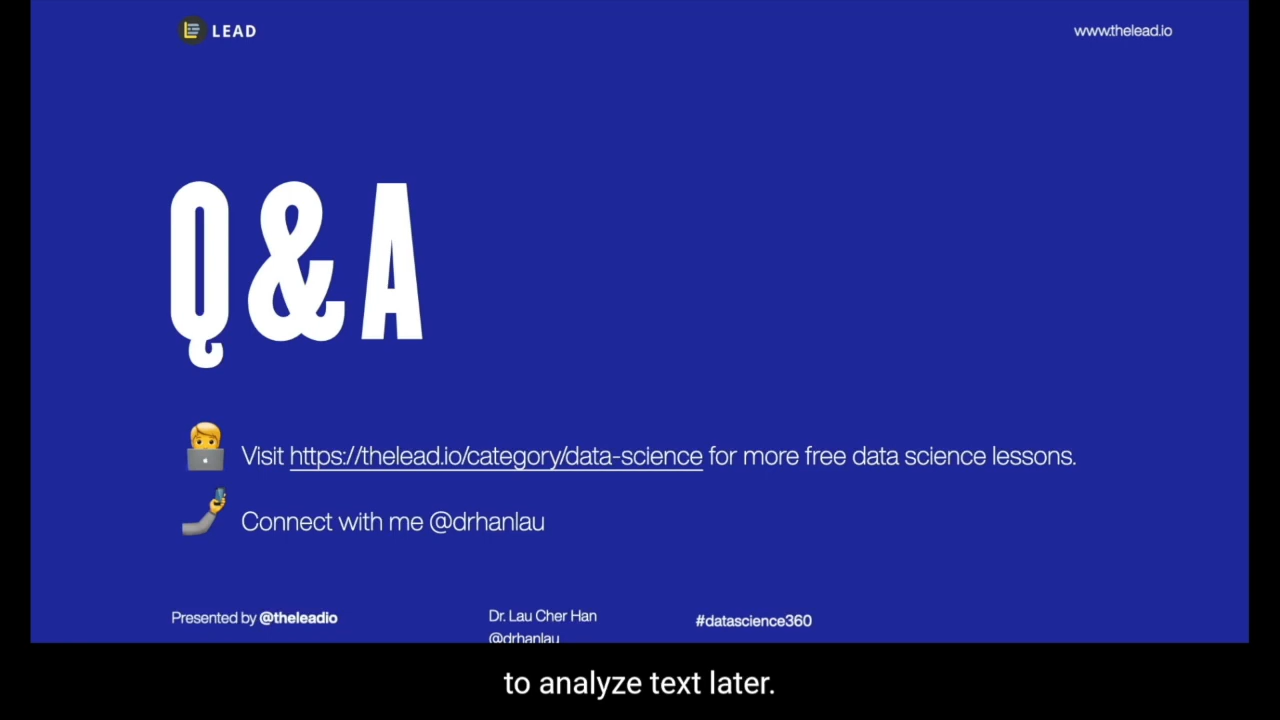 LEAD
www.thelead.io
Q&A
Visit https://thelead.io/category/data-science for more free data science lessons.
Connect with me @drhanlau
Presented by @theleadio
Dr. Lau Cher Han
@drhanlau
#datascience360
to analyze text later.